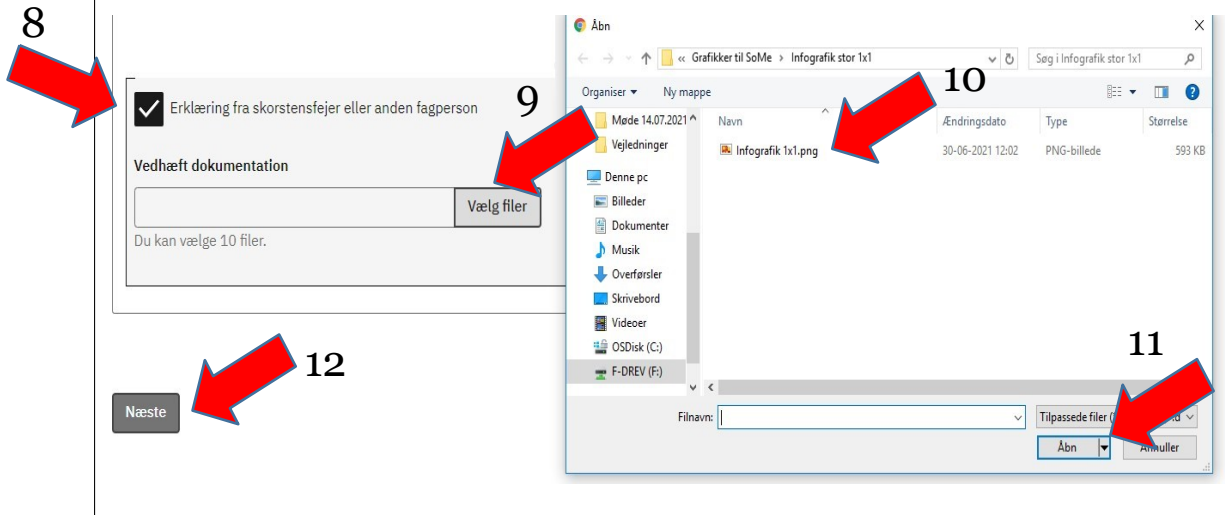 8
Erklæring fra skorstensfejer eller anden fagperson
9
Vedhæft dokumentation
Vælg filer
Du kan vælge 10 filer.
12
Næste
Åbn
« Grafikker til SoMe › Infografik stor 1x1
Søg i Infografik stor 1x1
10
Organiser Ny mappe
Møde 14.07.2021
Vejledninger
Denne pc
Billeder
Dokumenter
Musik
Overførsler
Skrivebord
Videoer
OSDisk (C:)
F-DREV (F:)
Navn Ændringsdato Type Størrelse
Infografik 1x1.png 30-06-2021 12:02 PNG-billede 593 KB
11
Filnavn:
Tilpassede filer
Åbn